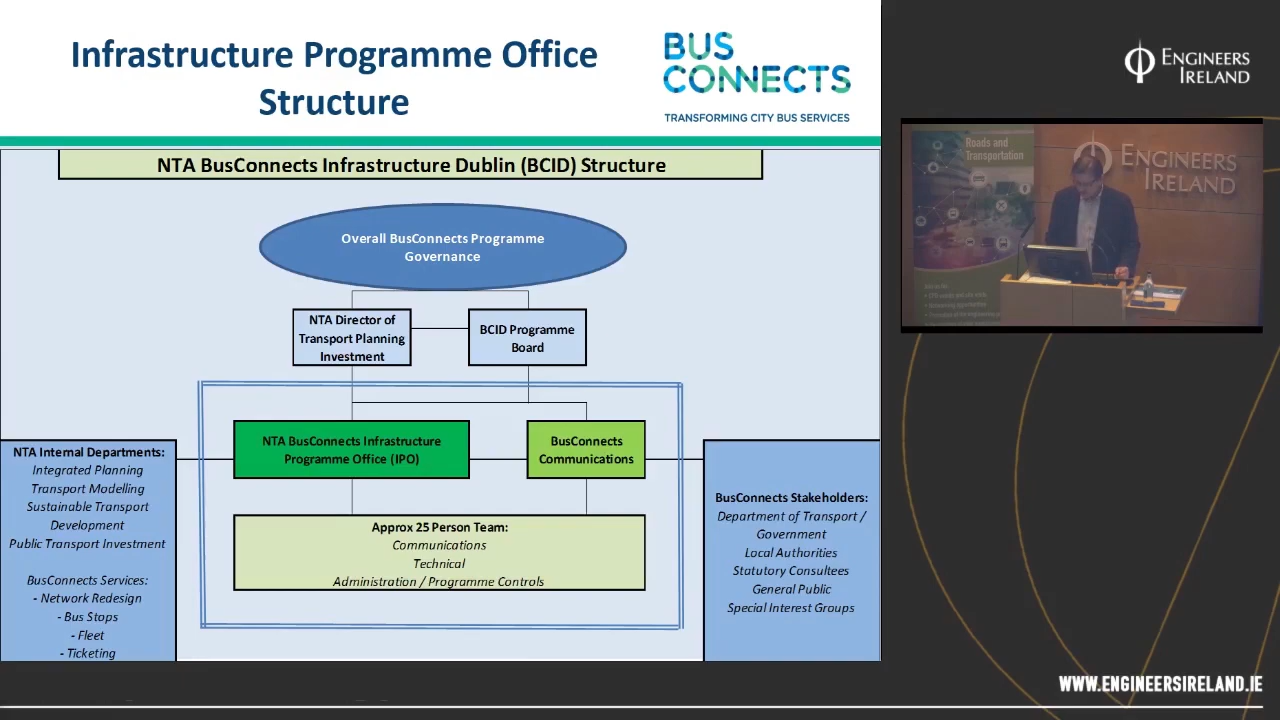 Infrastructure Programme Office
Structure
BUS
CONNECTS
TRANSFORMING CITY BUS SERVICES
NTA BusConnects Infrastructure Dublin (BCID) Structure
Overall BusConnects Programme
Governance
NTA Director of
Transport Planning
Investment
BCID Programme
Board
NTA BusConnects Infrastructure
Programme Office (IPO)
BusConnects
Communications
Approx 25 Person Team:
Communications
Technical
Administration / Programme Controls
NTA Internal Departments:
Integrated Planning
Transport Modelling
Sustainable Transport
Development
Public Transport Investment
BusConnects Services:
- Network Redesign
- Bus Stops
- Fleet
- Ticketing
BusConnects Stakeholders:
Department of Transport /
Government
Local Authorities
Statutory Consultees
General Public
Special Interest Groups
ENGINEERS
IRELAND
Roads and
Transportation
ENGINEERS
IRELAND
WWW.ENGINEERSIRELAND.IE